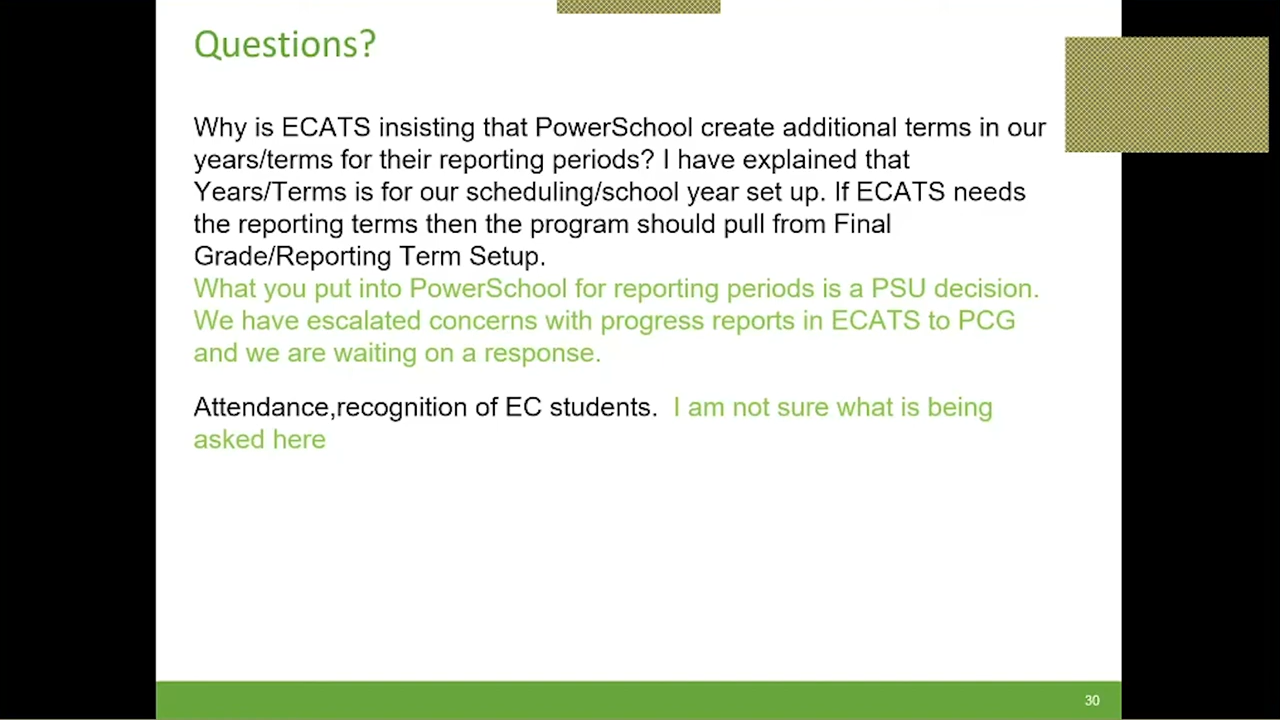 Questions?
Why is ECATS insisting that PowerSchool create additional terms in our
years/terms for their reporting periods? I have explained that
Years/Terms is for our scheduling/school year set up. If ECATS needs
the reporting terms then the program should pull from Final
Grade/Reporting Term Setup.
What you put into PowerSchool for reporting periods is a PSU decision.
We have escalated concerns with progress reports in ECATS to PCG
and we are waiting on a response.
Attendance,recognition of EC students.  I am not sure what is being
asked here
30